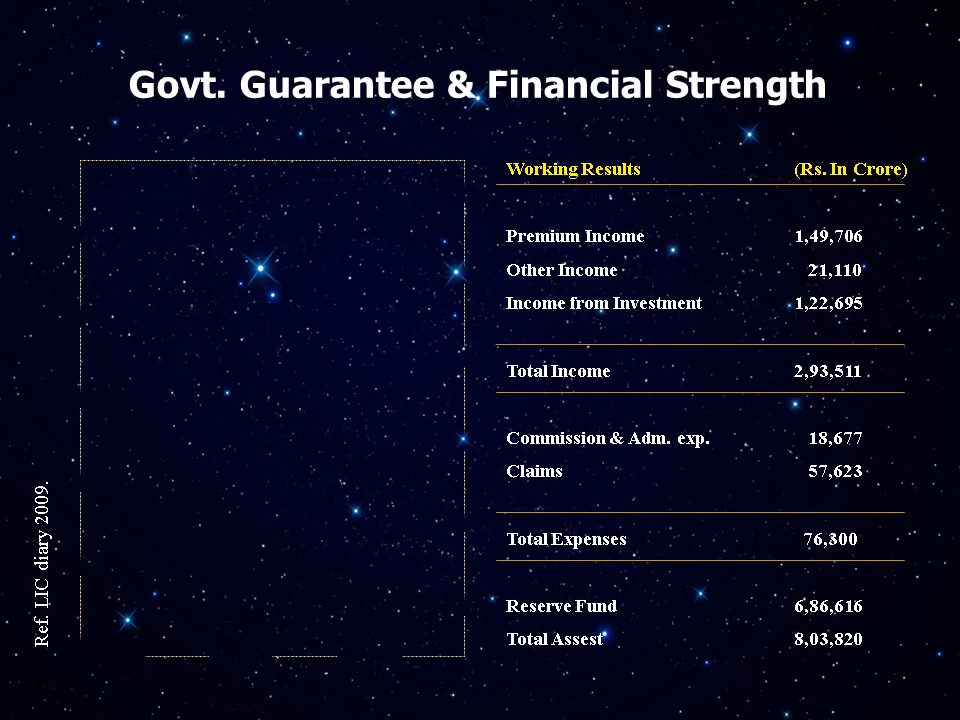 Govt. Guarantee & Financial Strength
Working Results (Rs. In Crore)
Premium Income 1,49,706
Other Income 21,110
Income from Investment 1,22,695
Total Income 2,93,511
Commission & Adm. exp. 18,677
Claims 57,623
Total Expenses 76,300
Reserve Fund 6,86,616
Total Assest 8,03,820
Ref. LIC diary 2009.